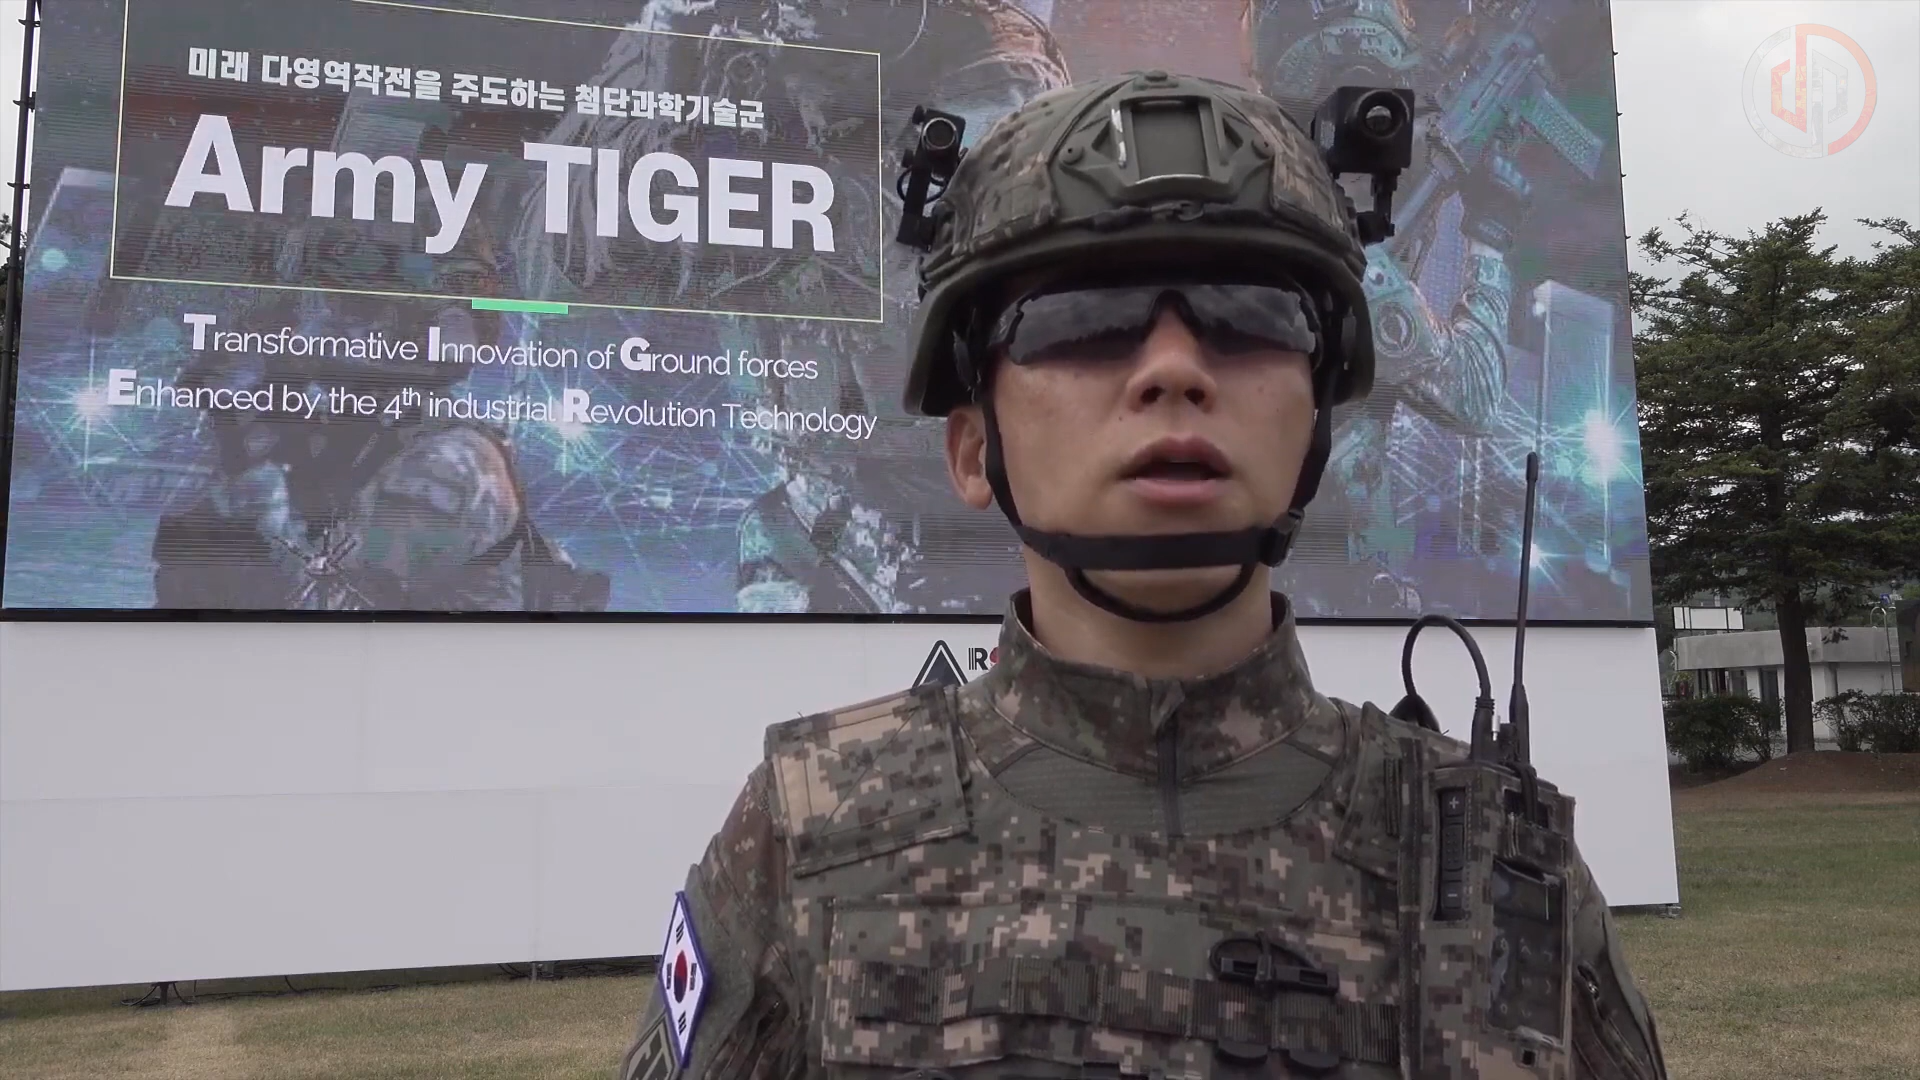 미래 다영역작전을 주도하는 첨단과학기술군
Army TIGER
Transformative Innovation of Ground forces
Enhanced by the 4th industrial Revolution Technology